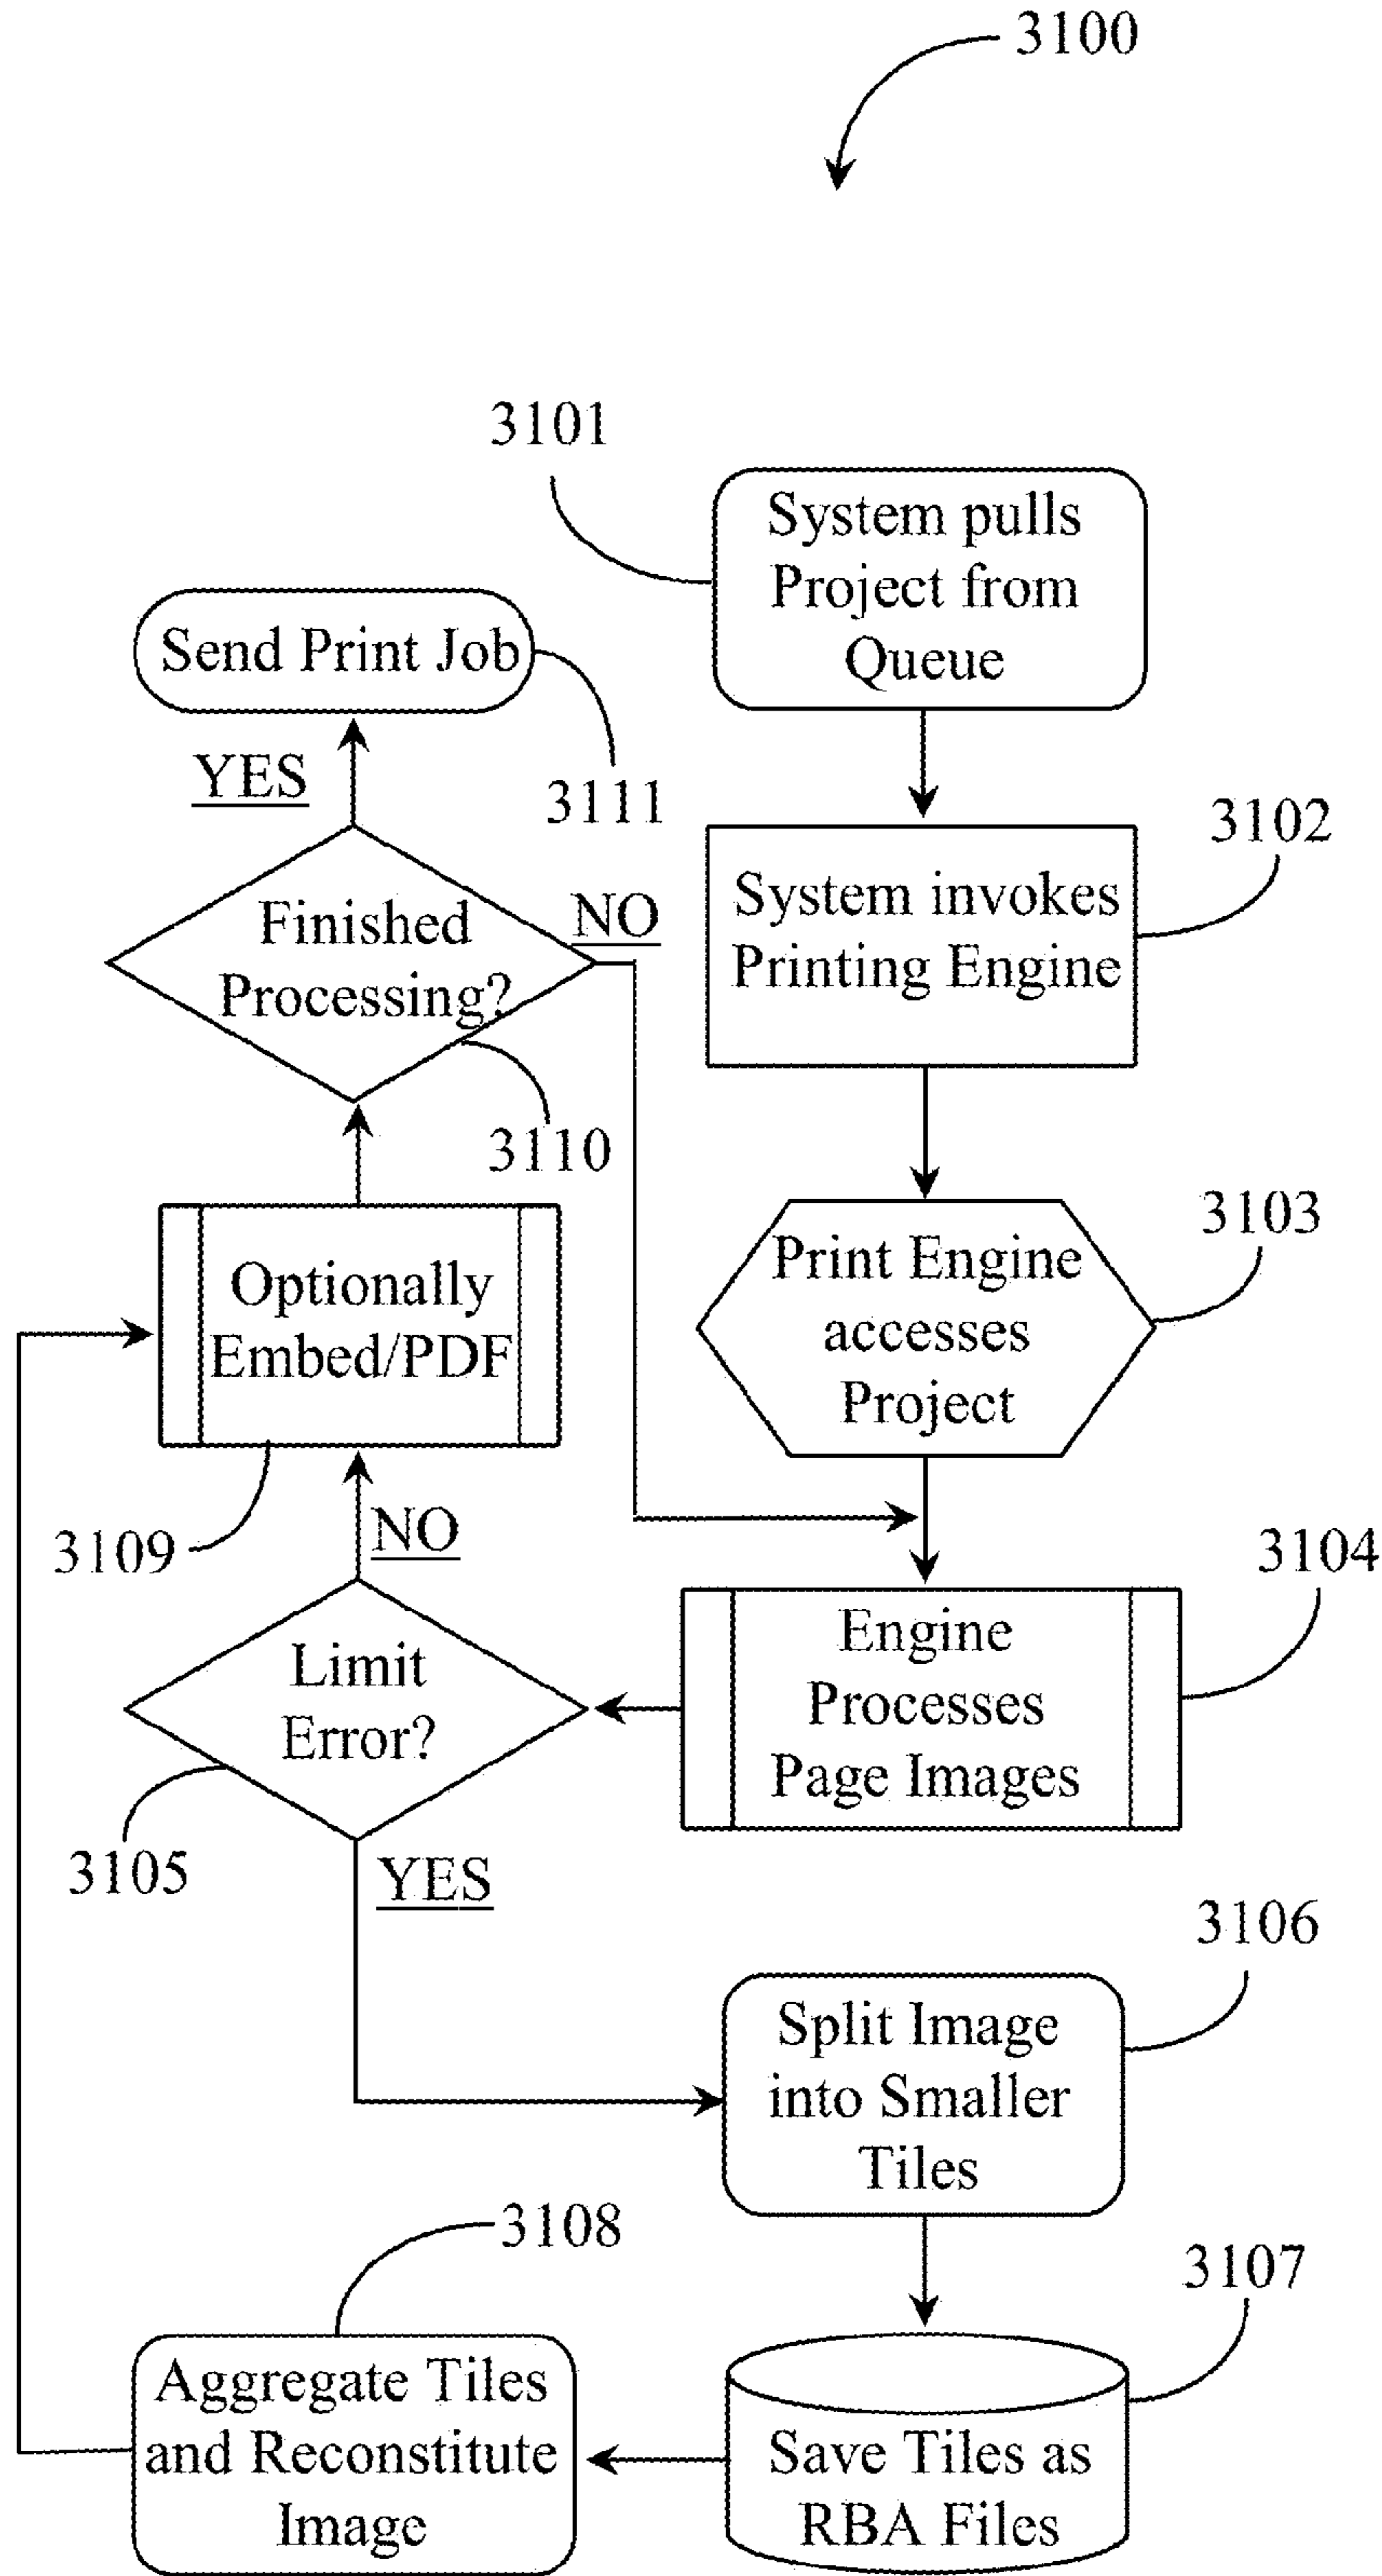 3100
3101
System pulls
Project from
Queue
Send Print Job
3111
YES
3102
System invokes
Printing Engine
Finished
Processing?
NO
3110
3103
Print Engine
accesses
Project
Optionally
Embed/PDF
3109
NO
3104
Engine
Processes
Page Images
Limit
Error?
3105
YES
3106
Split Image
into Smaller
Tiles
3108
3107
Aggregate Tiles
and Reconstitute
Image
Save Tiles as
RBA Files